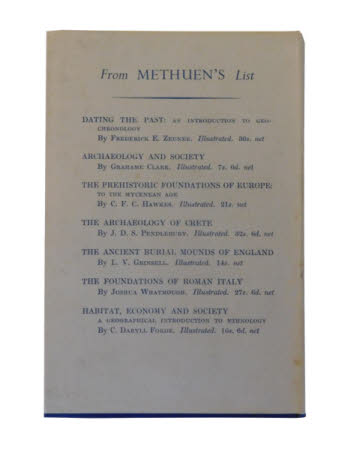 From METHUEN'S List
DATING THE PAST: AN INTRODUCTION TO GEO-
CHRONOLOGY
By FREDERICK E. ZEUNER. Illustrated. 30s. net
ARCHAEOLOGY AND SOCIETY
By GRAHAME CLARK. Illustrated. 7s. 6d. net
THE PREHISTORIC FOUNDATIONS OF EUROPE:
TO THE MYCENEAN AGE
By C. F. C. HAWKES. Illustrated. 21s. net
THE ARCHAEOLOGY OF CRETE
By J. D. S. PENDLEBURY. Illustrated. 32s. 6d. net
THE ANCIENT BURIAL MOUNDS OF ENGLAND
By L. V. GRINSELL. Illustrated. 14s. net
THE FOUNDATIONS OF ROMAN ITALY
By JOSHUA WHATMOUGH. Illustrated. 27s. 6d. net
HABITAT, ECONOMY AND SOCIETY
A GEOGRAPHICAL INTRODUCTION TO ETHNOLOGY
By C. DARYLL FORDE. Illustrated. 16s. 6d. net